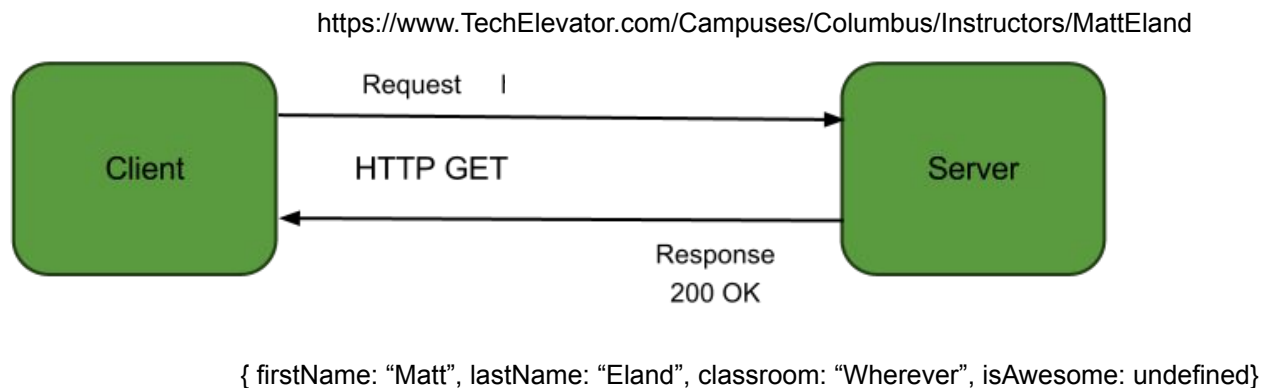 https://www.TechElevator.com/Campuses/Columbus/Instructors/MattEland
Request I
Client
HTTP GET
Server
Response
200 OK
{ firstName: “Matt”, lastName: “Eland”, classroom: “Wherever”, isAwesome: undefined}